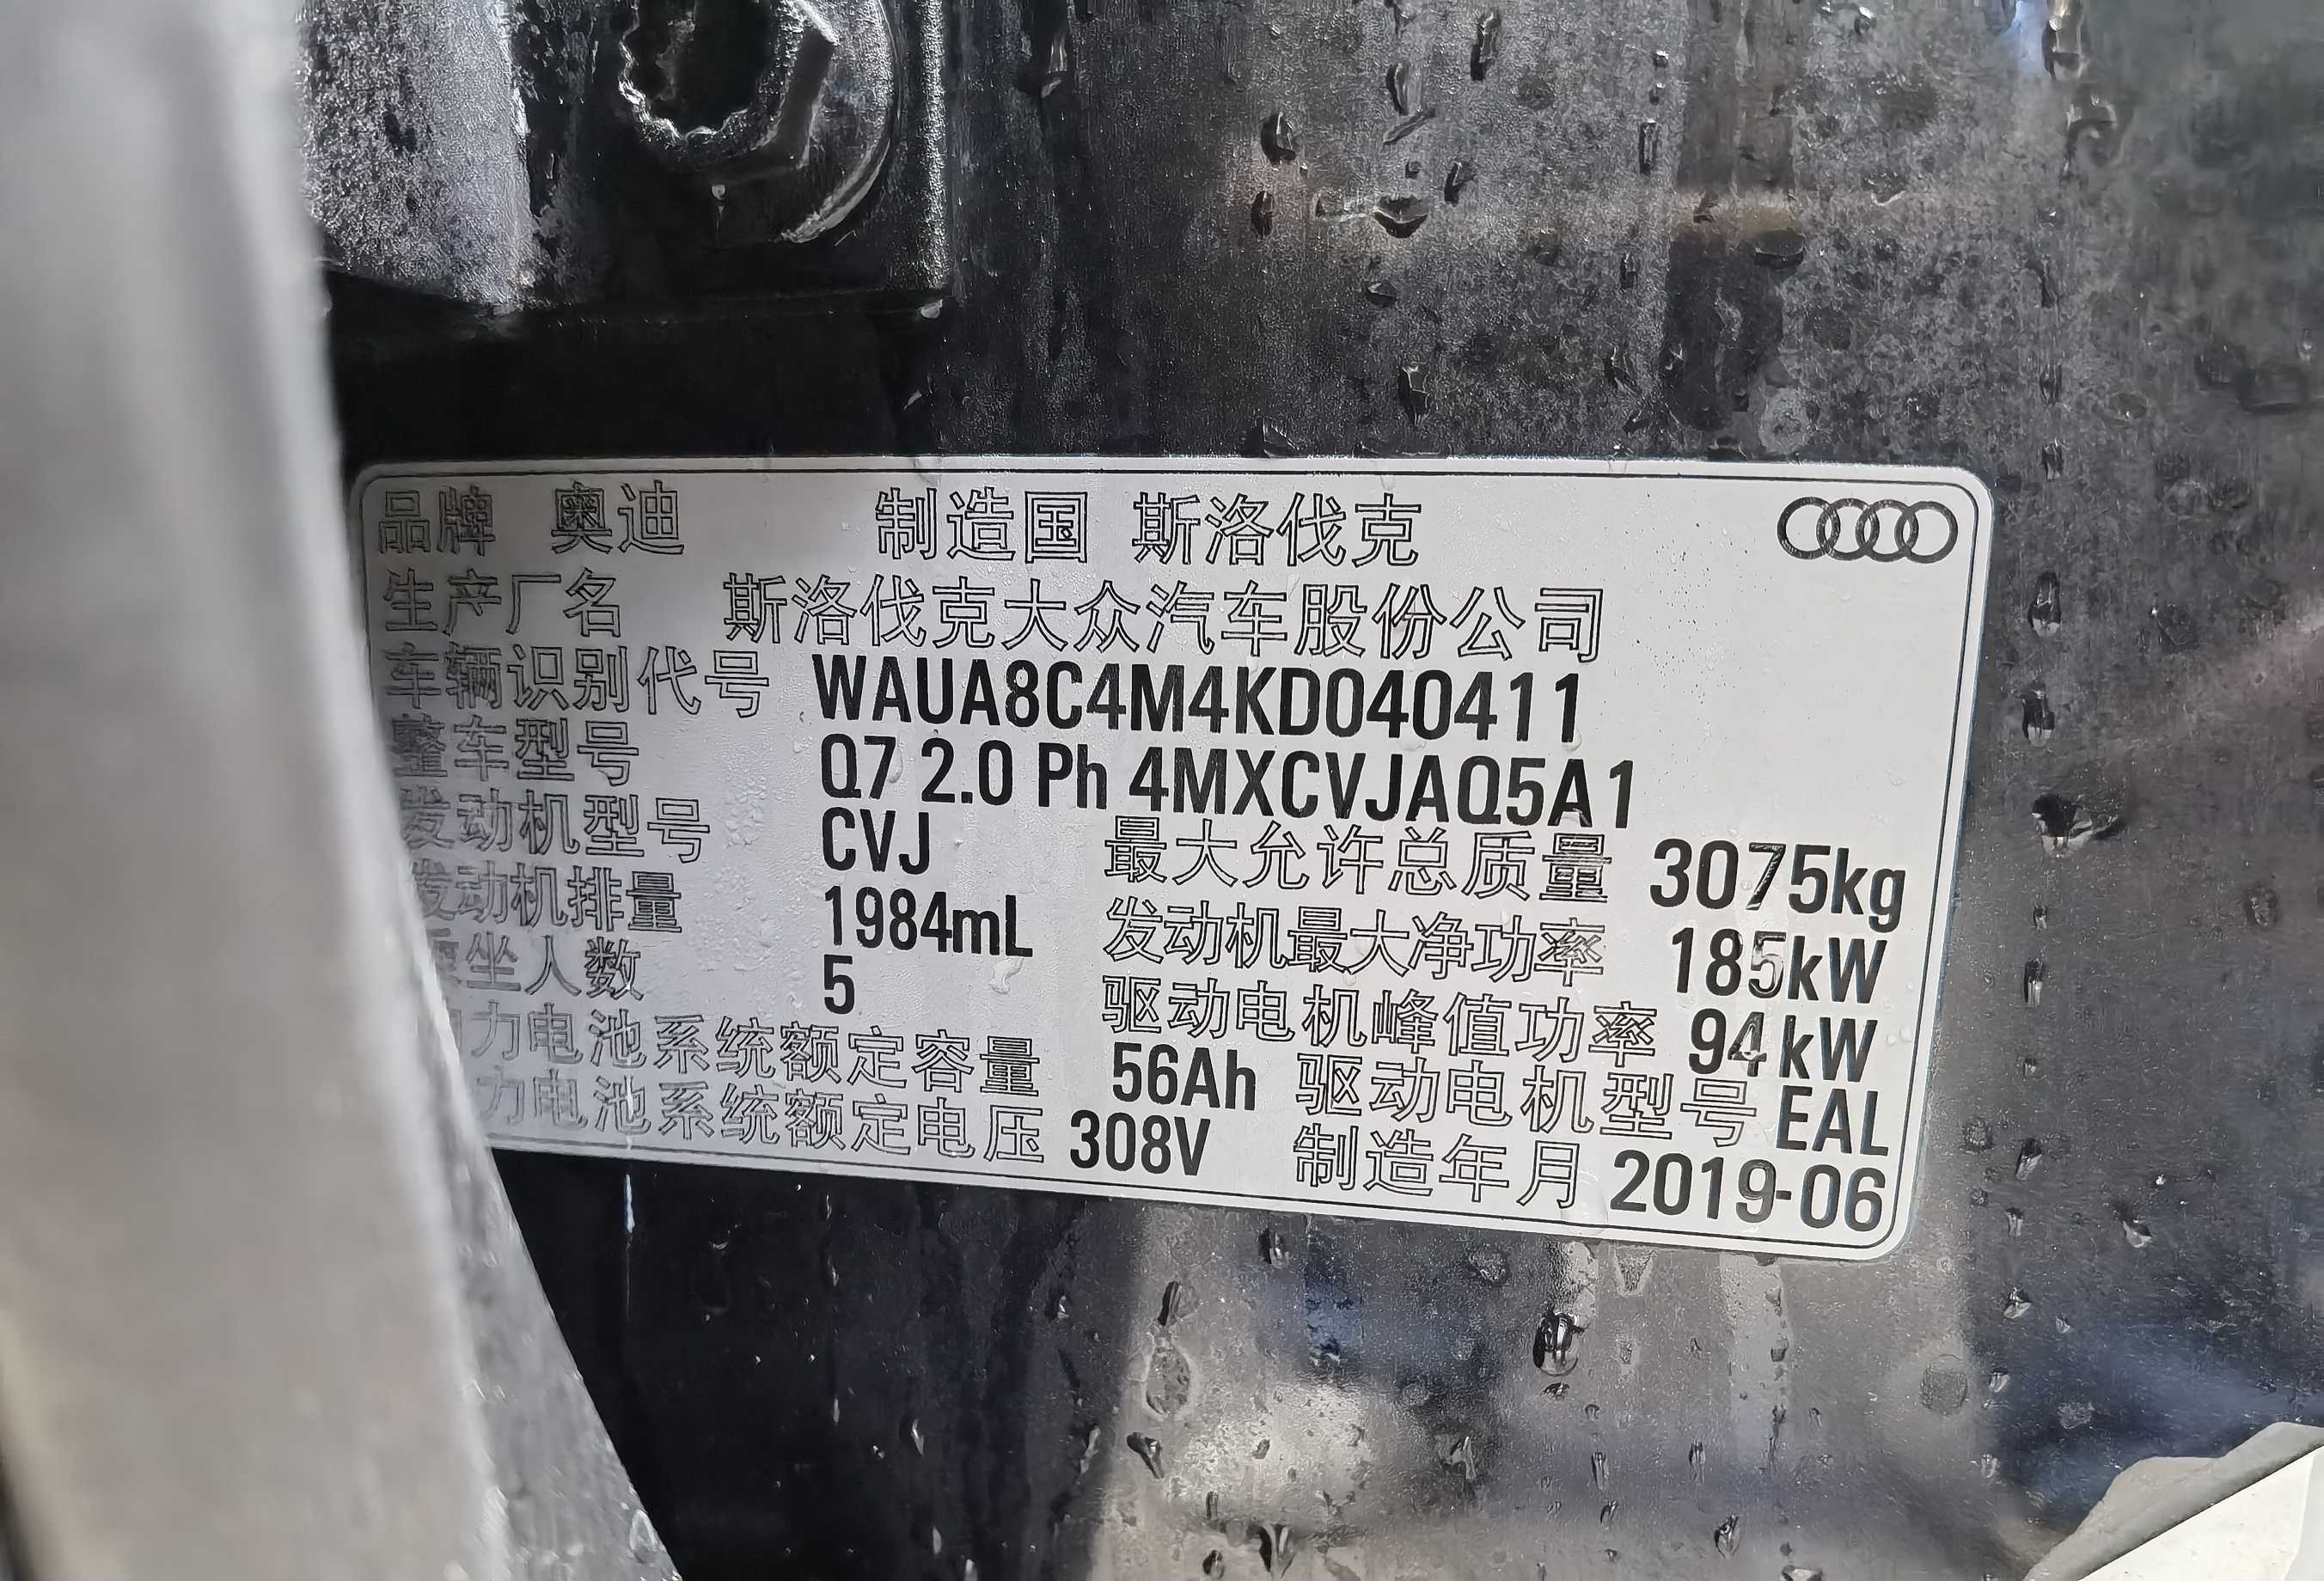 品牌 奥迪 制造国 斯洛伐克
生产厂名 斯洛伐克大众汽车股份公司
车辆识别代号 WAUA8C4M4KD040411
整车型号 Q7 2.0 Ph 4MXCVJAQ5A1
发动机型号 CVJ 最大允许总质量 3075kg
发动机排量 1984mL 发动机最大净功率 185kW
乘坐人数 5 驱动电机峰值功率 94kW
动力电池系统额定容量 56Ah 驱动电机型号 EAL
力电池系统额定电压 308V 制造年月 2019-06